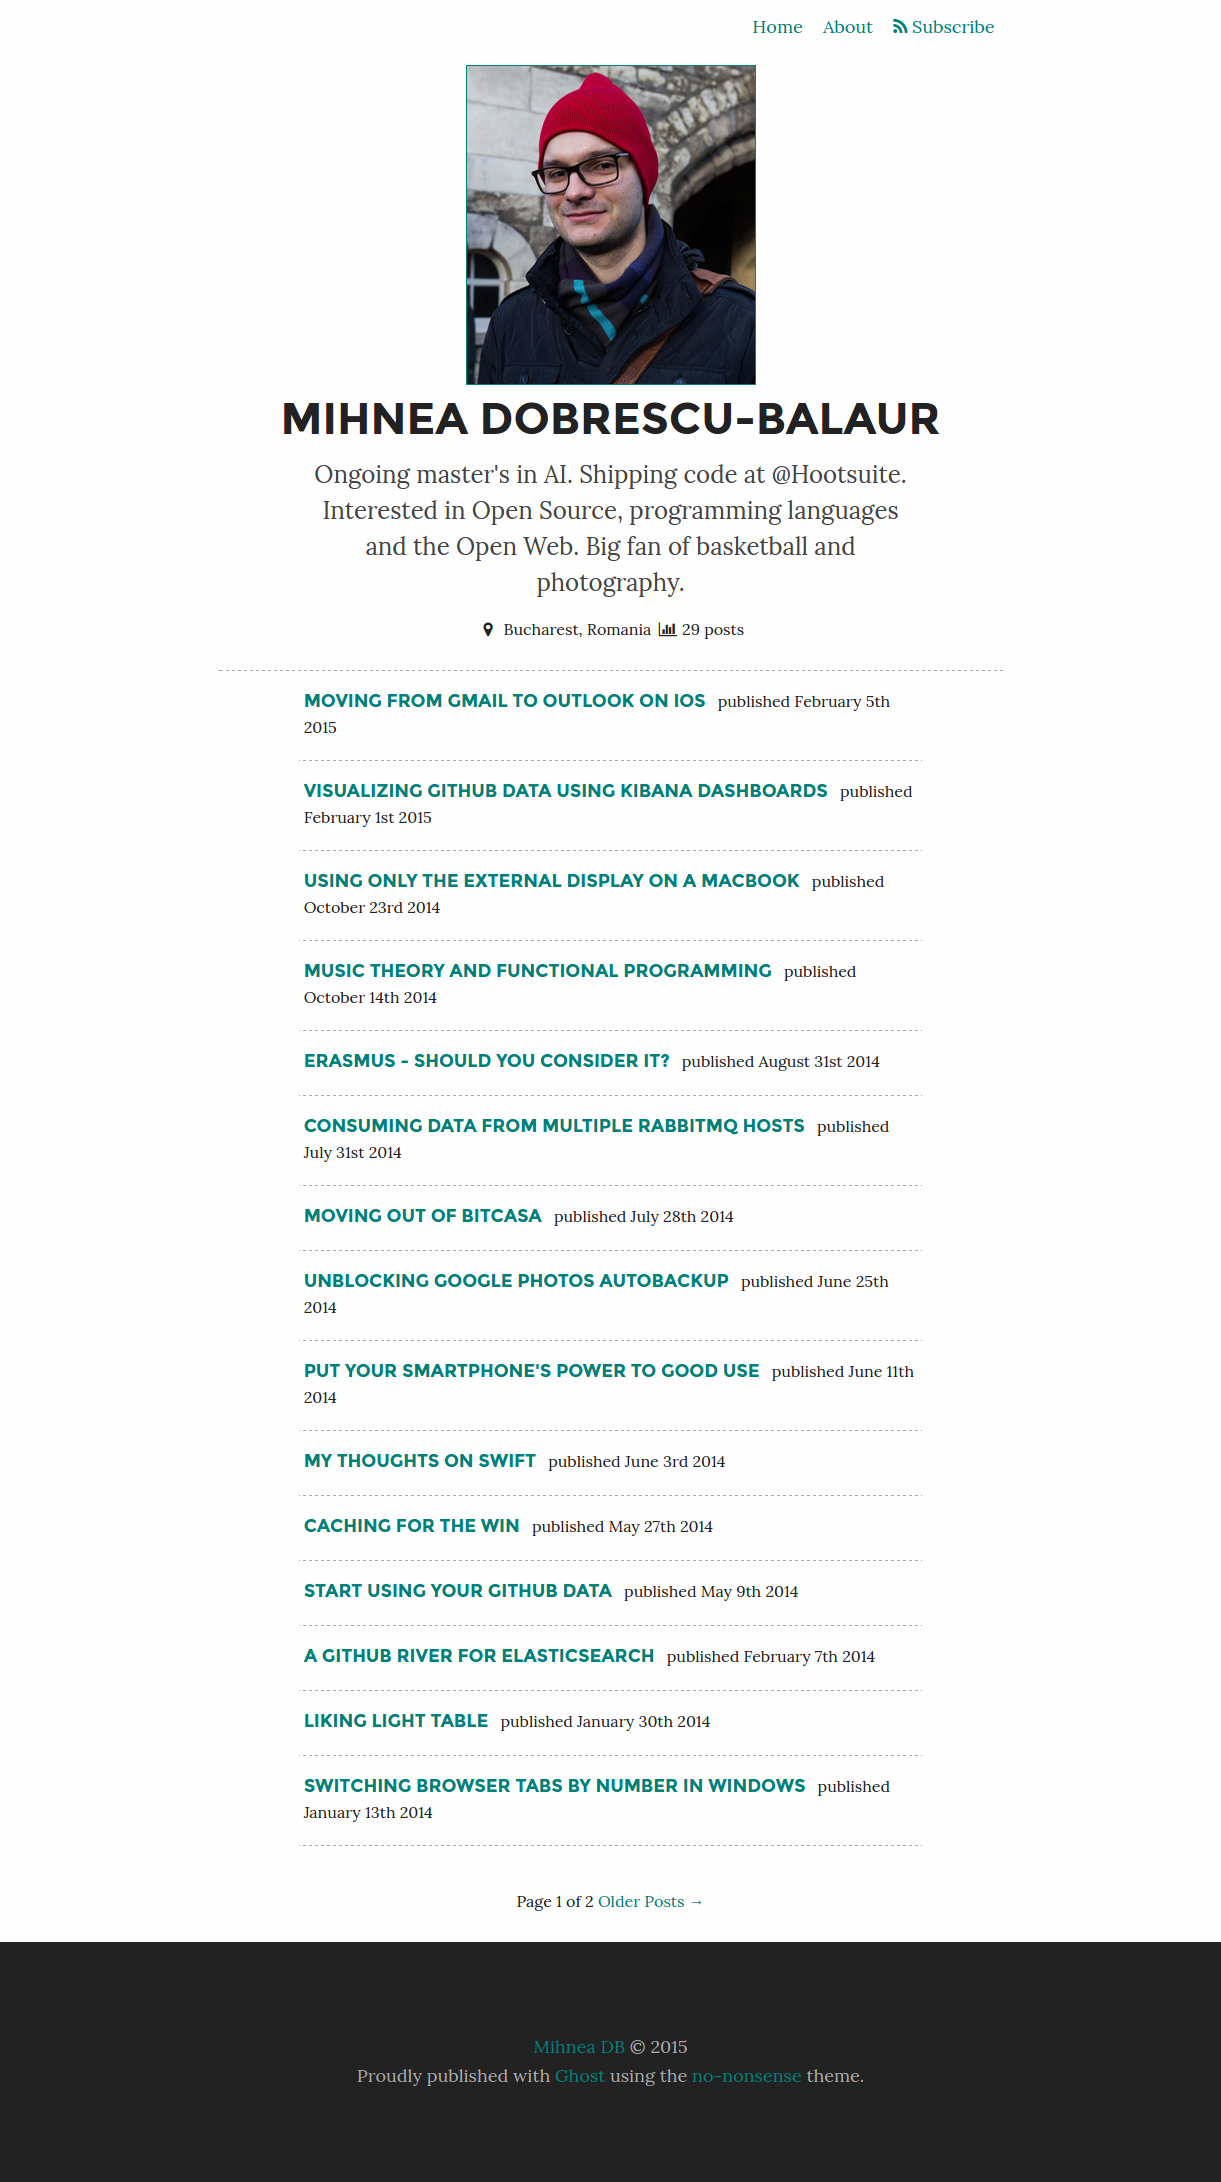 Home About Subscribe
MIHNEA DOBRESCU-BALAUR
Ongoing master's in AI. Shipping code at @Hootsuite.
Interested in Open Source, programming languages
and the Open Web. Big fan of basketball and
photography.
Bucharest, Romania 29 posts
MOVING FROM GMAIL TO OUTLOOK ON IOS published February 5th
2015
VISUALIZING GITHUB DATA USING KIBANA DASHBOARDS published
February 1st 2015
USING ONLY THE EXTERNAL DISPLAY ON A MACBOOK published
October 23rd 2014
MUSIC THEORY AND FUNCTIONAL PROGRAMMING published
October 14th 2014
ERASMUS - SHOULD YOU CONSIDER IT? published August 31st 2014
CONSUMING DATA FROM MULTIPLE RABBITMQ HOSTS published
July 31st 2014
MOVING OUT OF BITCASA published July 28th 2014
UNBLOCKING GOOGLE PHOTOS AUTOBACKUP published June 25th
2014
PUT YOUR SMARTPHONE'S POWER TO GOOD USE published June 11th
2014
MY THOUGHTS ON SWIFT published June 3rd 2014
CACHING FOR THE WIN published May 27th 2014
START USING YOUR GITHUB DATA published May 9th 2014
A GITHUB RIVER FOR ELASTICSEARCH published February 7th 2014
LIKING LIGHT TABLE published January 30th 2014
SWITCHING BROWSER TABS BY NUMBER IN WINDOWS published
January 13th 2014
Page 1 of 2 Older Posts →
Mihnea DB © 2015
Proudly published with Ghost using the no-nonsense theme.